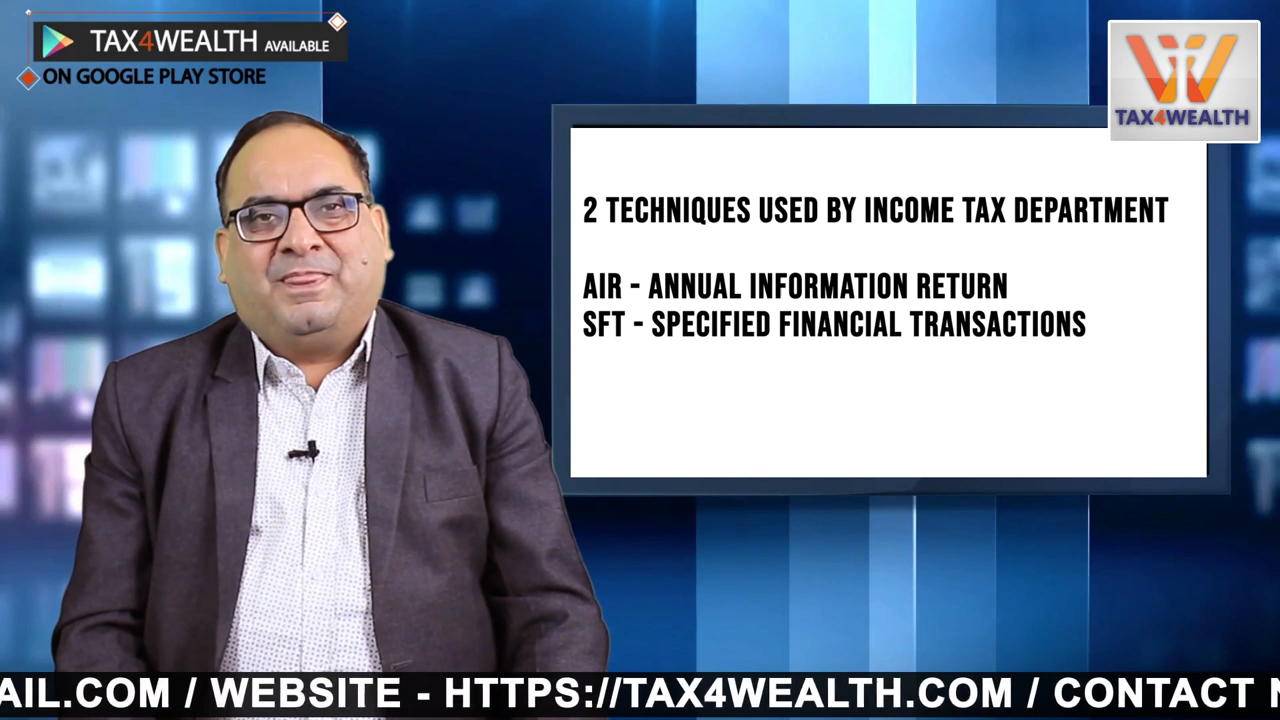 TAX4WEALTH AVAILABLE
ON GOOGLE PLAY STORE
TAX4WEALTH
2 TECHNIQUES USED BY INCOME TAX DEPARTMENT
AIR - ANNUAL INFORMATION RETURN
SFT - SPECIFIED FINANCIAL TRANSACTIONS
AIL.COM / WEBSITE - HTTPS://TAX4WEALTH.COM / CONTACT N